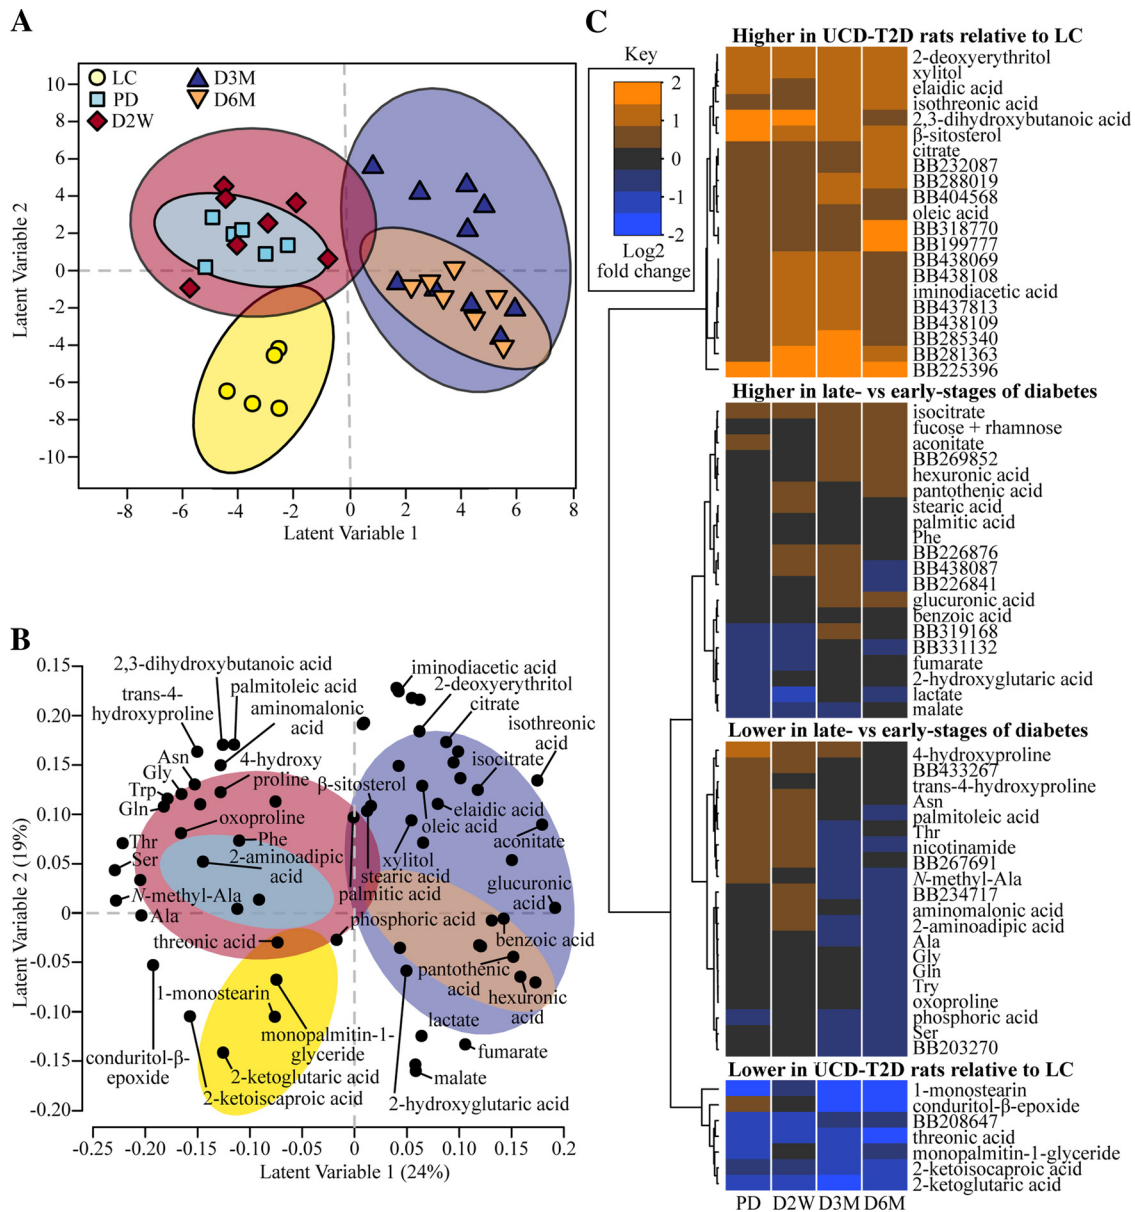 A
LC
PD
D2W
D3M
D6M
10
8
6
4
2
0
-2
-4
-6
-8
-10
Latent Variable 2
-8
-6
-4
-2
0
2
4
6
8
Latent Variable 1
B
0.15
0.20
0.15
0.10
0.05
0
-0.05
-0.10
-0.15
-0.20
Latent Variable 2 (19%)
2,3-dihydroxybutanoic acid
trans-4-
hydroxyproline
palmitoleic acid
aminomalonic
acid
Asn
Gly
Trp
Gln
4-hydroxy
proline
oxoproline
Thr
Ser
Phe
2-aminoadipic
acid
N-methyl-Ala
Ala
threonic acid
1-monostearin
monopalmitin-1-
glyceride
conduritol-β-
epoxide
2-ketoglutaric acid
2-ketoiscaproic acid
iminodiacetic acid
2-deoxyerythritol
citrate
isothreonic
acid
isocitrate
β-sitosterol
elaidic acid
oleic acid
aconitate
xylitol
stearic acid
palmitic acid
glucuronic
acid
phosphoric acid
benzoic acid
pantothenic
acid
hexuronic
acid
lactate
fumarate
malate
2-hydroxyglutaric acid
-0.25
-0.20
-0.15
-0.10
-0.05
0
0.05
0.10
0.15
0.2
Latent Variable 1 (24%)
C
Key
2
1
0
-1
-2
Log2
fold change
Higher in UCD-T2D rats relative to LC
2-deoxyerythritol
xylitol
elaidic acid
isothreonic acid
2,3-dihydroxybutanoic acid
β-sitosterol
citrate
BB232087
BB288019
BB404568
oleic acid
BB318770
BB199777
BB438069
BB438108
iminodiacetic acid
BB437813
BB438109
BB285340
BB281363
BB225396
Higher in late- vs early-stages of diabetes
isocitrate
fucose + rhamnose
aconitate
BB269852
hexuronic acid
pantothenic acid
stearic acid
palmitic acid
Phe
BB226876
BB438087
BB226841
glucuronic acid
benzoic acid
BB319168
BB331132
fumarate
2-hydroxyglutaric acid
lactate
malate
Lower in late- vs early-stages of diabetes
4-hydroxyproline
BB433267
trans-4-hydroxyproline
Asn
palmitoleic acid
Thr
nicotinamide
BB267691
N-methyl-Ala
BB234717
aminomalonic acid
2-aminoadipic acid
Ala
Gly
Gln
Try
oxoproline
phosphoric acid
Ser
BB203270
Lower in UCD-T2D rats relative to LC
1-monostearin
conduritol-β-epoxide
BB208647
threonic acid
monopalmitin-1-glyceride
2-ketoisocaproic acid
2-ketoglutaric acid
PD D2W D3M D6M